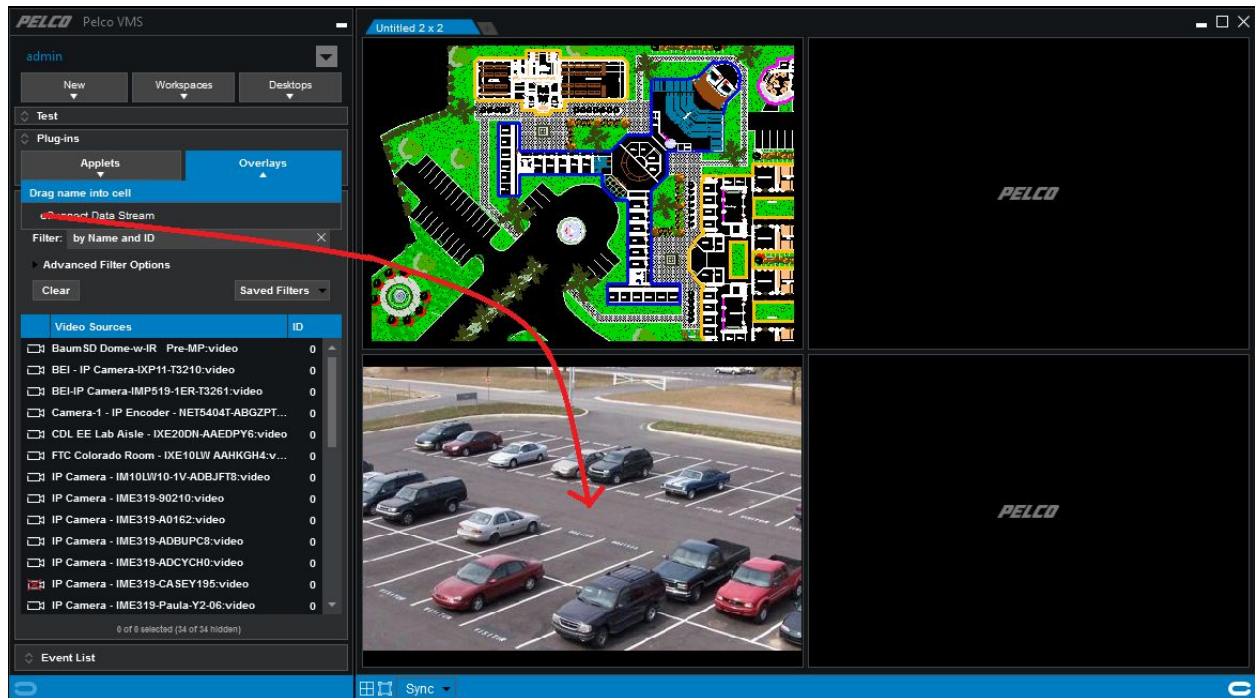 PELCO Pelco VMS
Untitled 2 x 2
admin
New
Workspaces
Desktops
Test
Plug-ins
Applets
Overlays
Drag name into cell
Data Stream
Filter: by Name and ID
Advanced Filter Options
Clear
Saved Filters
Video Sources ID
BaumSD Dome-w-IR Pre-MP:video 0
BEI - IP Camera-IXP11-T3210:video 0
BEI-IP Camera-IMP519-1ER-T3261:video 0
Camera-1 - IP Encoder - NET5404T-ABGZPT... 0
CDL EE Lab Aisle - IXE20DN-AAEDPY6:video 0
FTC Colorado Room - IXE10LW AAHKGH4:v... 0
IP Camera - IM10LW10-1V-ADBJFT8:video 0
IP Camera - IME319-90210:video 0
IP Camera - IME319-A0162:video 0
IP Camera - IME319-ADBUPC8:video 0
IP Camera - IME319-ADCYCH0:video 0
IP Camera - IME319-CASEY195:video 0
IP Camera - IME319-Paula-Y2-06:video 0
0 of 6 selected (34 of 34 hidden)
Event List
PELCO
VISITOR
VISITOR
VISITOR
PELCO
Sync